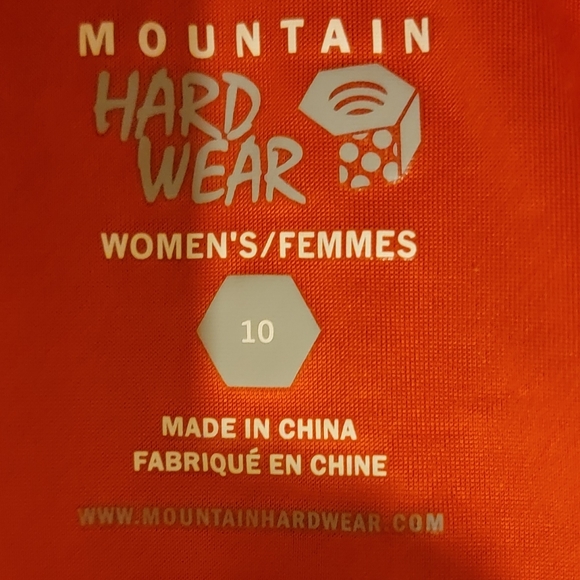 MOUNTAIN
HARD
WEAR
WOMEN'S/FEMMES
10
MADE IN CHINA
FABRIQUÉ EN CHINE
WWW.MOUNTAINHARDWEAR.COM